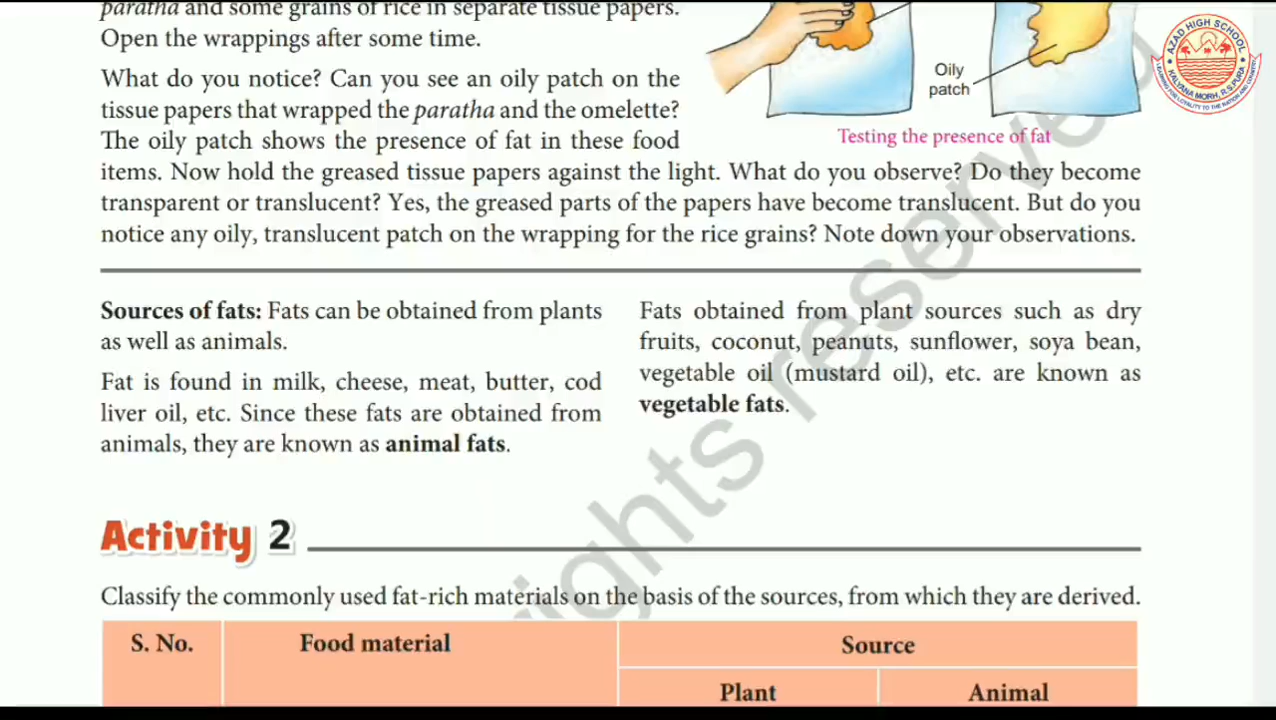 paratha and some grains of rice in separate tissue papers.
Open the wrappings after some time.
What do you notice? Can you see an oily patch on the
tissue papers that wrapped the paratha and the omelette?
The oily patch shows the presence of fat in these food
items. Now hold the greased tissue papers against the light. What do you observe? Do they become
transparent or translucent? Yes, the greased parts of the papers have become translucent. But do you
notice any oily, translucent patch on the wrapping for the rice grains? Note down your observations.
Oily
patch
Testing the presence of fat
Sources of fats: Fats can be obtained from plants
as well as animals.
Fat is found in milk, cheese, meat, butter, cod
liver oil, etc. Since these fats are obtained from
animals, they are known as animal fats.
Fats obtained from plant sources such as dry
fruits, coconut, peanuts, sunflower, soya bean,
vegetable oil (mustard oil), etc. are known as
vegetable fats.
Activity 2
Classify the commonly used fat-rich materials on the basis of the sources, from which they are derived.
S. No. Food material Source
Plant Animal
AZAD HIGH SCHOOL
KALYANA MORH, R.S.PURA